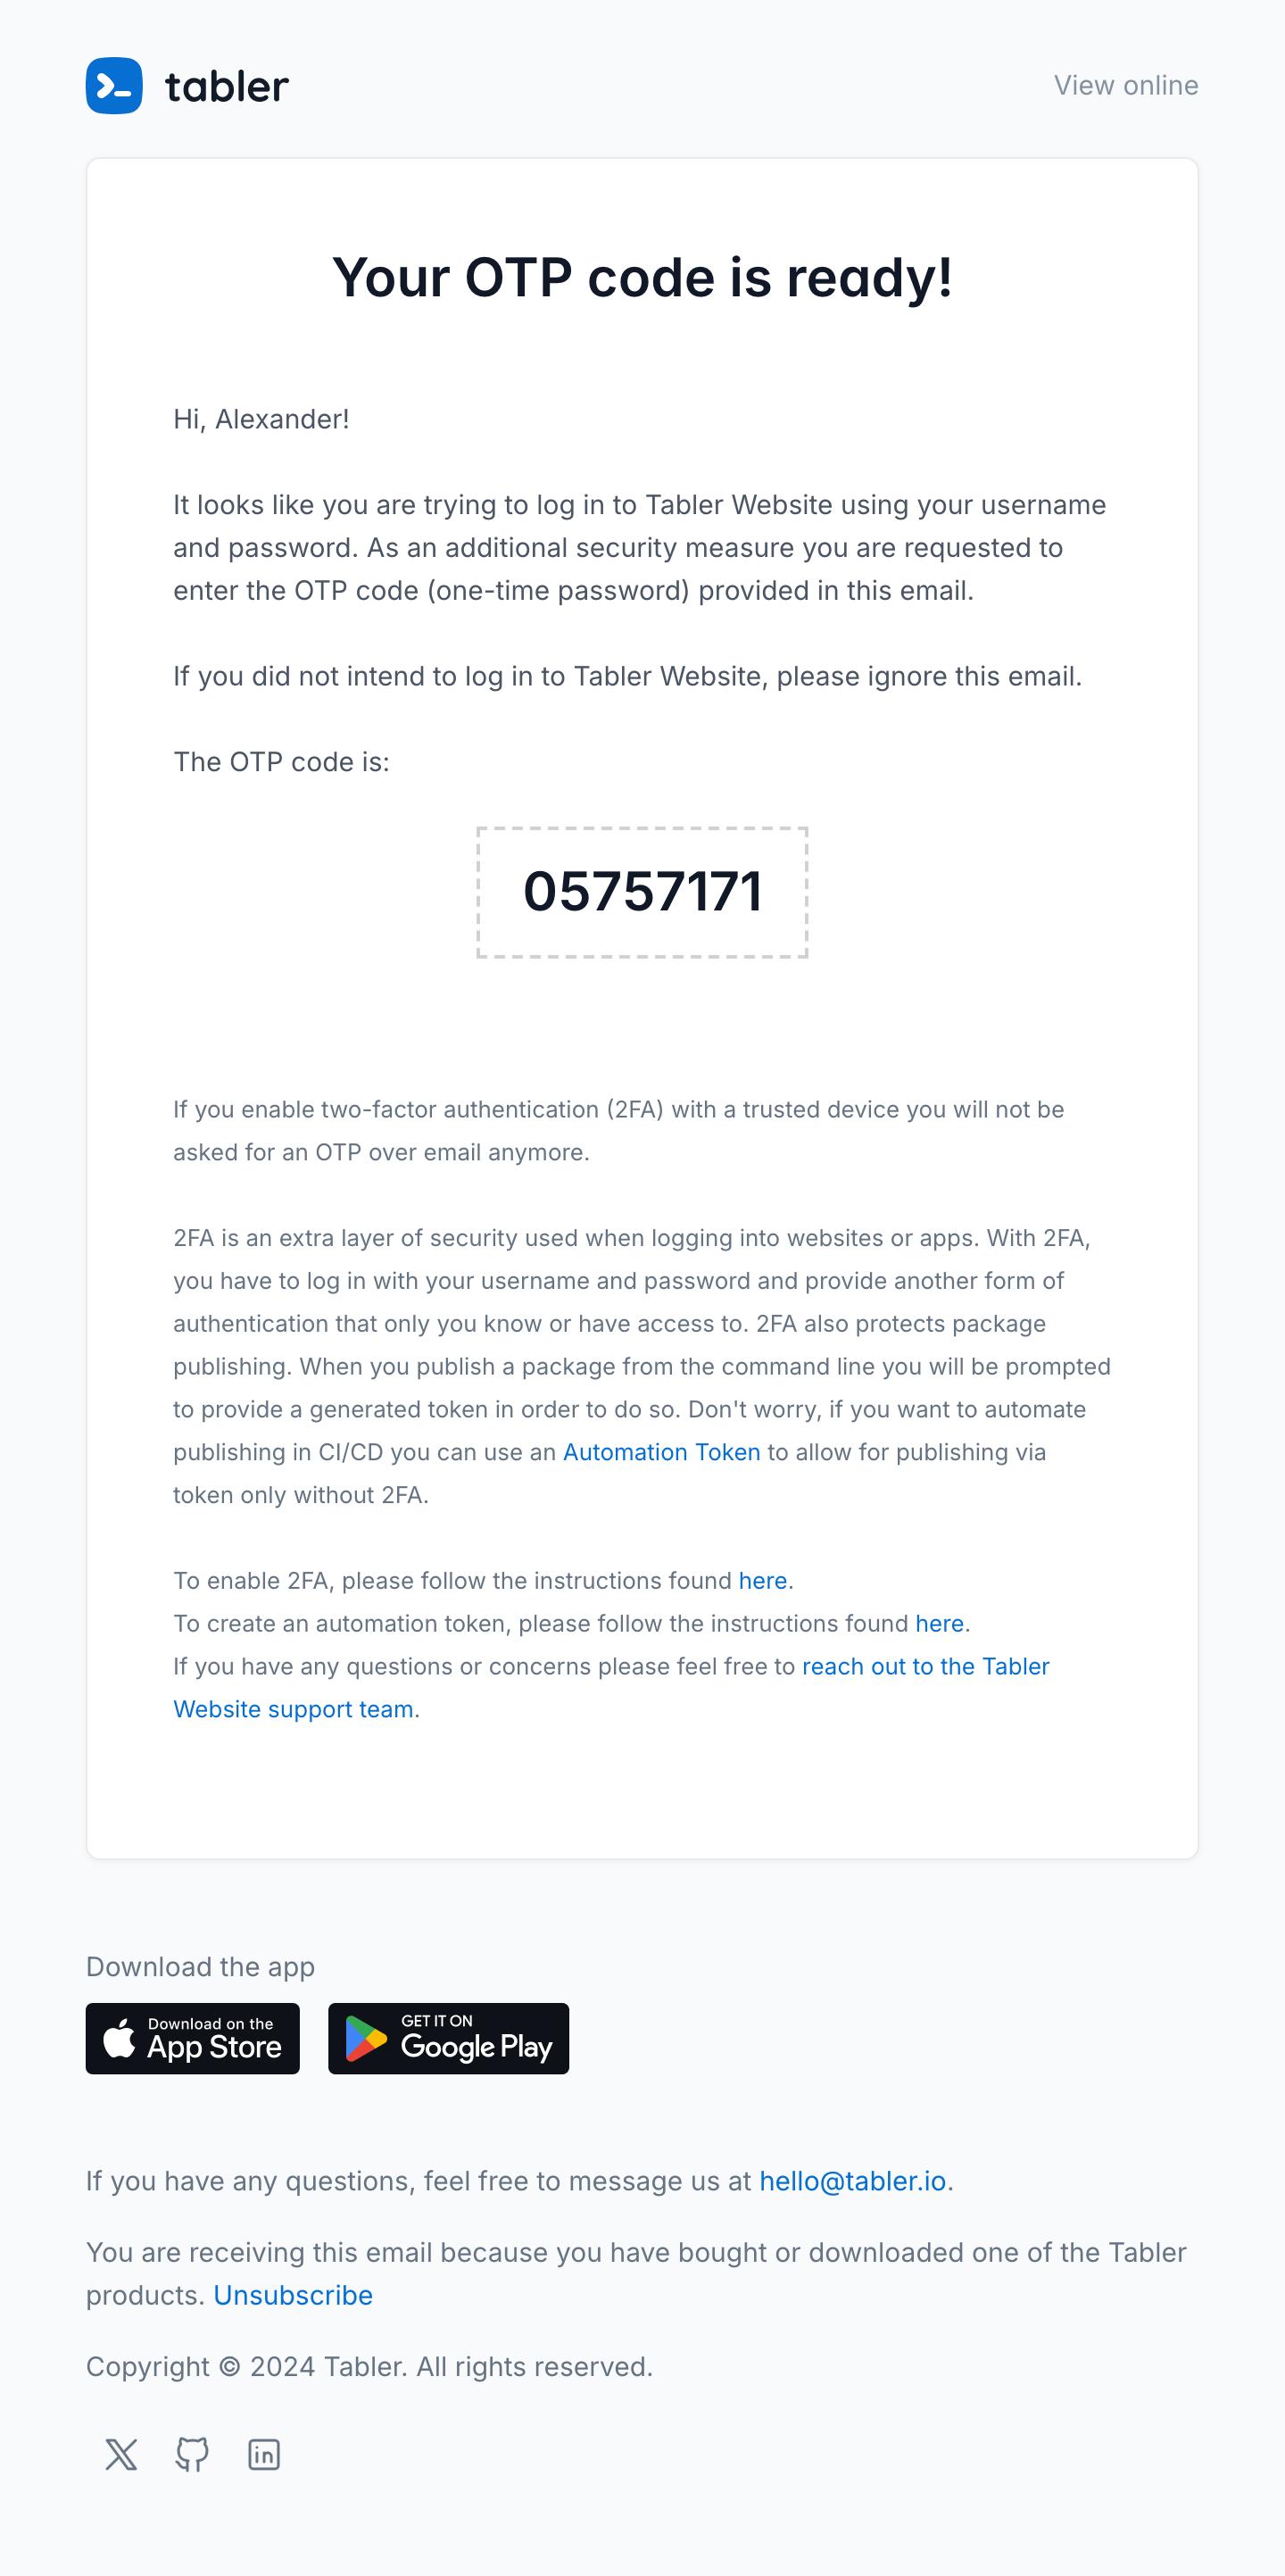 tabler
View online
Your OTP code is ready!
Hi, Alexander!
It looks like you are trying to log in to Tabler Website using your username
and password. As an additional security measure you are requested to
enter the OTP code (one-time password) provided in this email.
If you did not intend to log in to Tabler Website, please ignore this email.
The OTP code is:
05757171
If you enable two-factor authentication (2FA) with a trusted device you will not be
asked for an OTP over email anymore.
2FA is an extra layer of security used when logging into websites or apps. With 2FA,
you have to log in with your username and password and provide another form of
authentication that only you know or have access to. 2FA also protects package
publishing. When you publish a package from the command line you will be prompted
to provide a generated token in order to do so. Don't worry, if you want to automate
publishing in CI/CD you can use an Automation Token to allow for publishing via
token only without 2FA.
To enable 2FA, please follow the instructions found here.
To create an automation token, please follow the instructions found here.
If you have any questions or concerns please feel free to reach out to the Tabler
Website support team.
Download the app
Download on the
App Store
GET IT ON
Google Play
If you have any questions, feel free to message us at hello@tabler.io.
You are receiving this email because you have bought or downloaded one of the Tabler
products. Unsubscribe
Copyright © 2024 Tabler. All rights reserved.